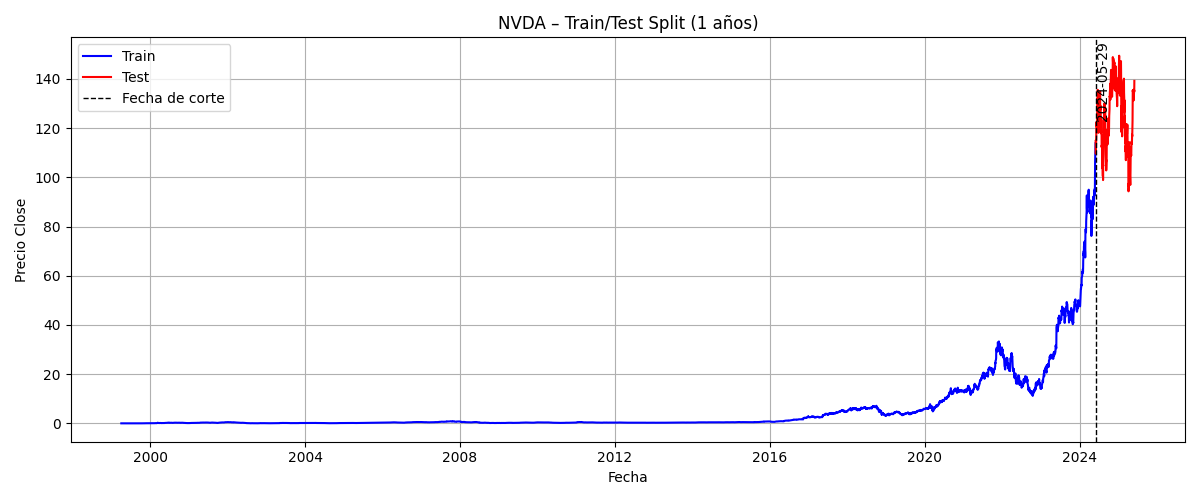 NVDA – Train/Test Split (1 años)
Train
Test
Fecha de corte
2024-05-29
Precio Close
140
120
100
80
60
40
20
0
2000
2004
2008
2012
2016
2020
2024
Fecha